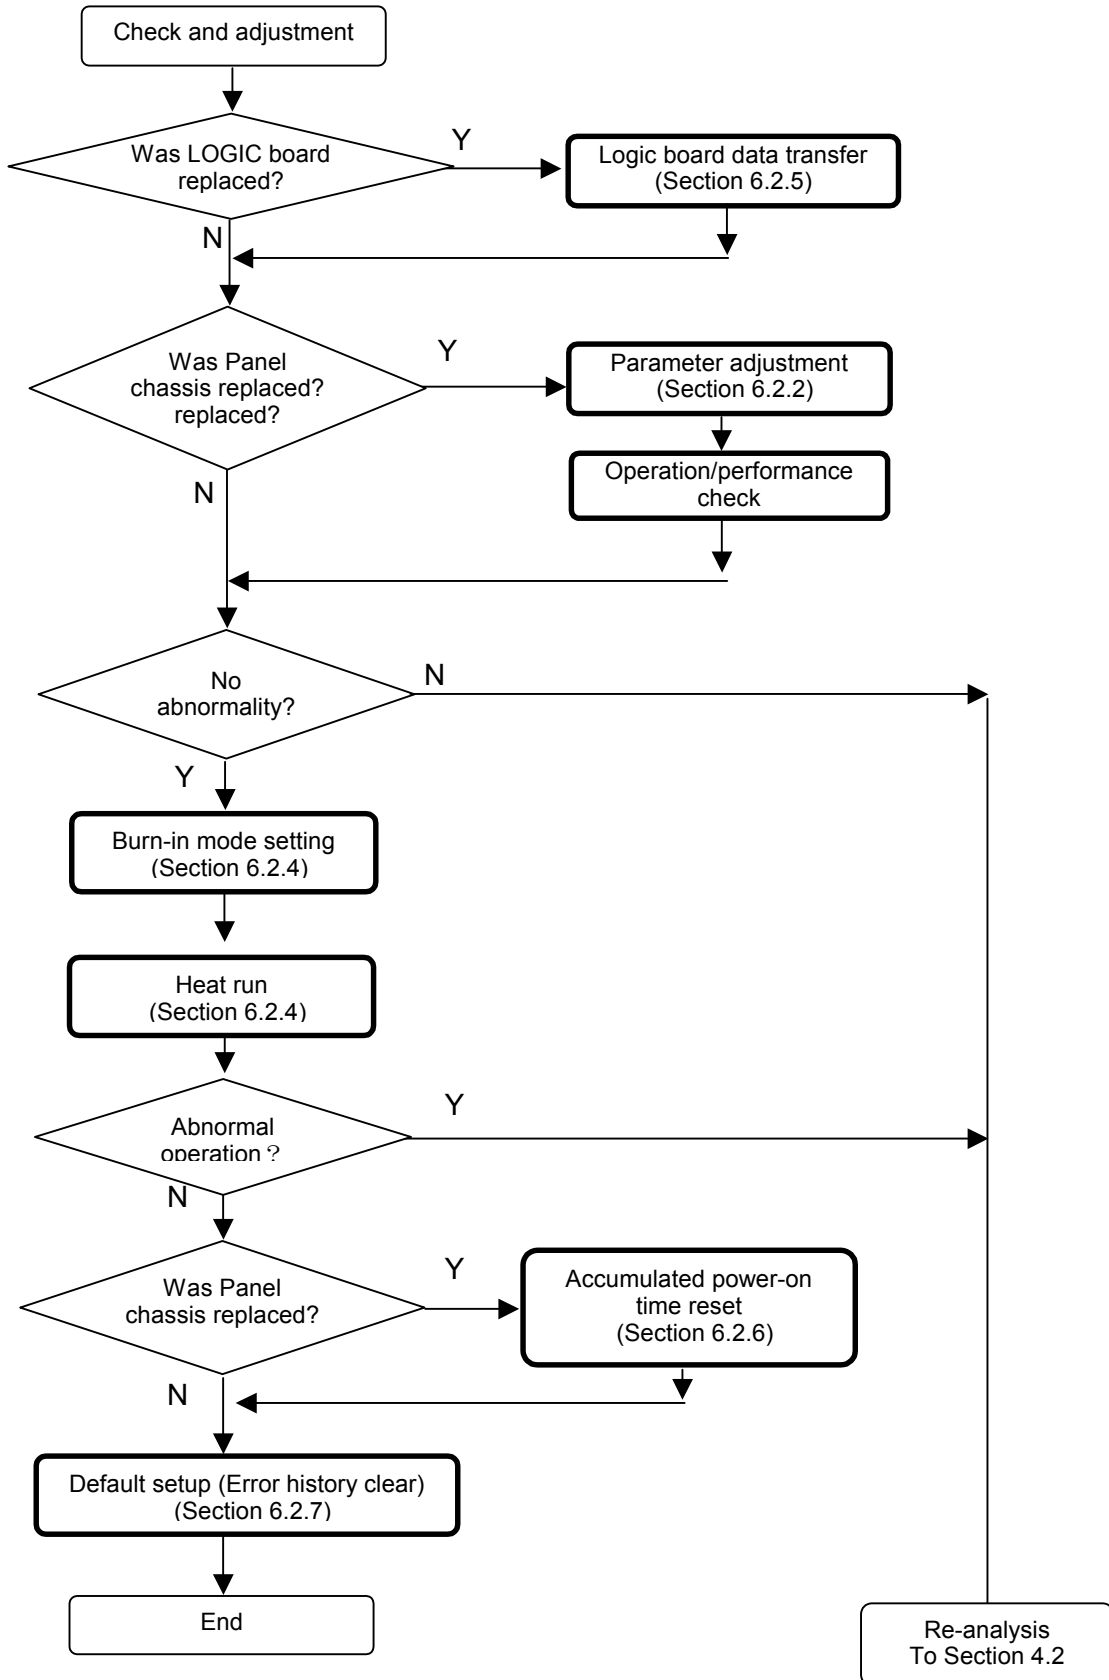 Check and adjustment
Y
Was LOGIC board
replaced?
Logic board data transfer
(Section 6.2.5)
N
Was Panel
chassis replaced?
replaced?
Y
Parameter adjustment
(Section 6.2.2)
Operation/performance
check
N
No
abnormality?
N
Y
Burn-in mode setting
(Section 6.2.4)
Heat run
(Section 6.2.4)
Abnormal
operation？
Y
N
Was Panel
chassis replaced?
Y
Accumulated power-on
time reset
(Section 6.2.6)
N
Default setup (Error history clear)
(Section 6.2.7)
End
Re-analysis
To Section 4.2